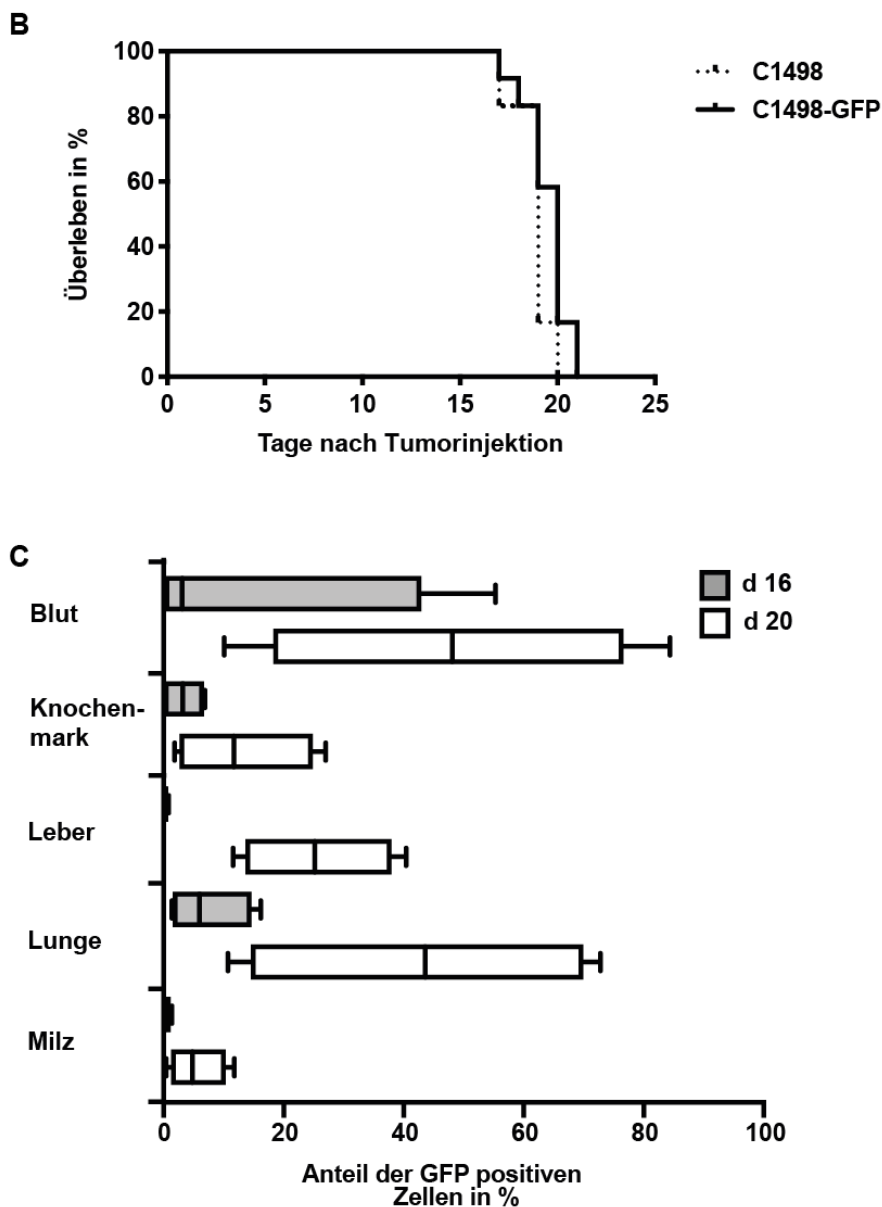 B
100
80
60
40
20
0
Überleben in %
0 5 10 15 20 25
Tage nach Tumorinjektion
C1498
C1498-GFP
C
d 16
d 20
Blut
Knochen-
mark
Leber
Lunge
Milz
0 20 40 60 80 100
Anteil der GFP positiven
Zellen in %